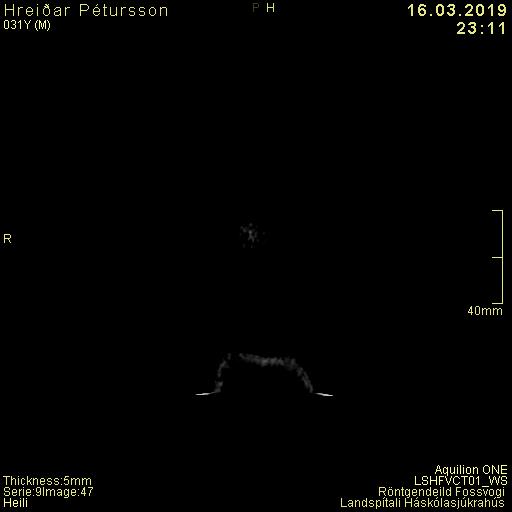 Hreiðar Pétursson
031Y (M)
P H
16.03.2019
23:11
R
40mm
Thickness:5mm
Serie:9Image:47
Heili
Aquilion ONE
LSHFVCT01_WS
Röntgendeild Fossvogi
Landspítali Háskólasjúkrahús